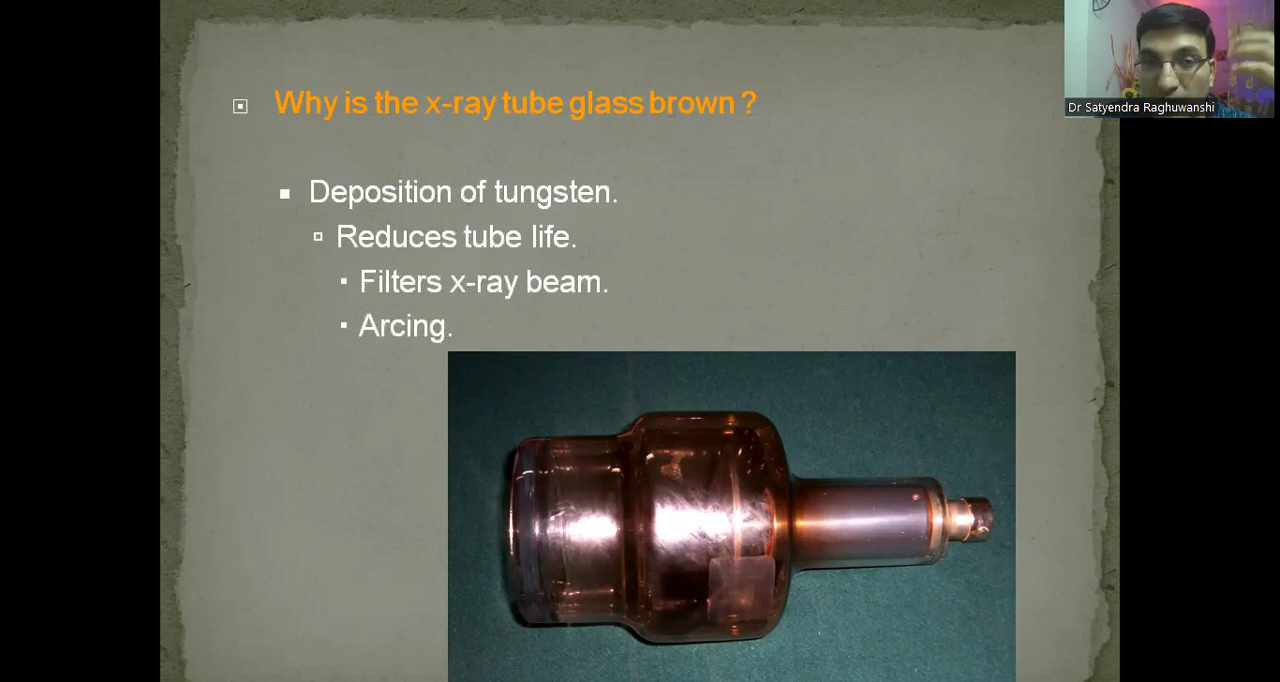 Why is the x-ray tube glass brown ?
Deposition of tungsten.
Reduces tube life.
Filters x-ray beam.
Arcing.
Dr Satyendra Raghuwanshi